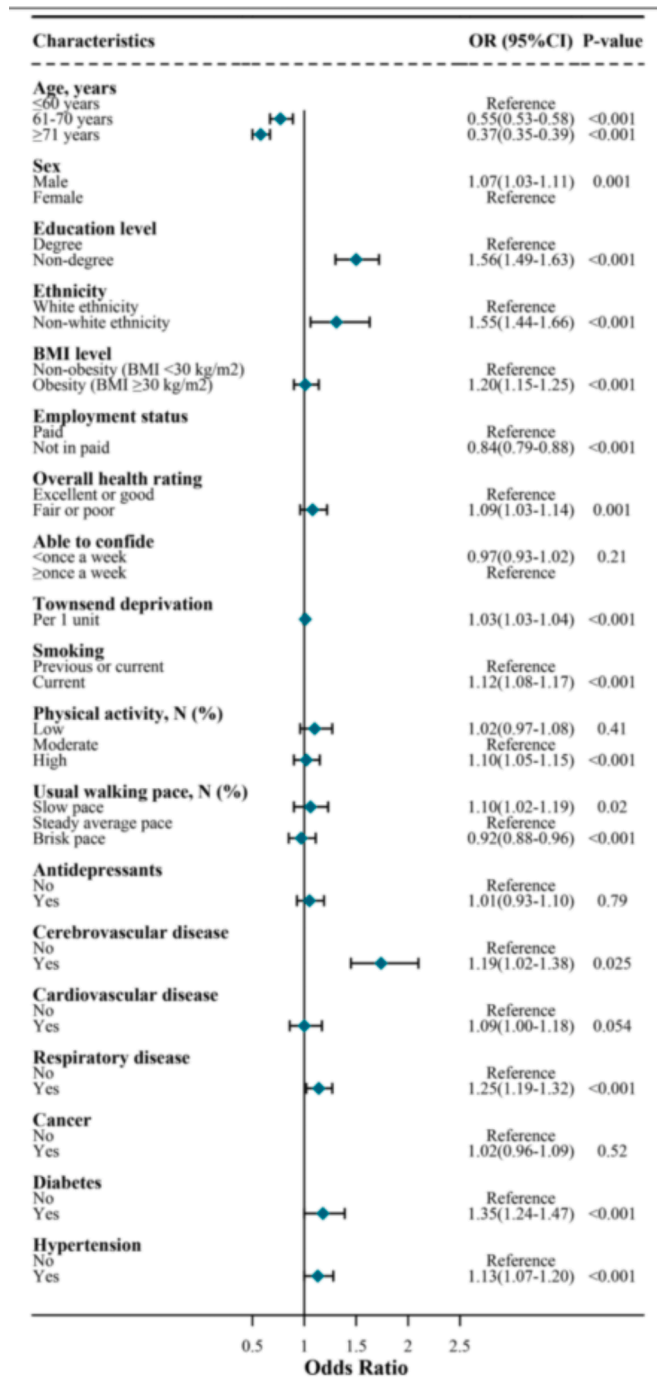 Characteristics OR (95%CI) P-value
Age, years
≤60 years Reference
61-70 years 0.55(0.53-0.58) <0.001
≥71 years 0.37(0.35-0.39) <0.001
Sex
Male 1.07(1.03-1.11) 0.001
Female Reference
Education level
Degree Reference
Non-degree 1.56(1.49-1.63) <0.001
Ethnicity
White ethnicity Reference
Non-white ethnicity 1.55(1.44-1.66) <0.001
BMI level
Non-obesity (BMI <30 kg/m2) Reference
Obesity (BMI ≥30 kg/m2) 1.20(1.15-1.25) <0.001
Employment status
Paid Reference
Not in paid 0.84(0.79-0.88) <0.001
Overall health rating
Excellent or good Reference
Fair or poor 1.09(1.03-1.14) 0.001
Able to confide
<once a week 0.97(0.93-1.02) 0.21
≥once a week Reference
Townsend deprivation
Per 1 unit 1.03(1.03-1.04) <0.001
Smoking
Previous or current Reference
Current 1.12(1.08-1.17) <0.001
Physical activity, N (%)
Low 1.02(0.97-1.08) 0.41
Moderate Reference
High 1.10(1.05-1.15) <0.001
Usual walking pace, N (%)
Slow pace 1.10(1.02-1.19) 0.02
Steady average pace Reference
Brisk pace 0.92(0.88-0.96) <0.001
Antidepressants
No Reference
Yes 1.01(0.93-1.10) 0.79
Cerebrovascular disease
No Reference
Yes 1.19(1.02-1.38) 0.025
Cardiovascular disease
No Reference
Yes 1.09(1.00-1.18) 0.054
Respiratory disease
No Reference
Yes 1.25(1.19-1.32) <0.001
Cancer
No Reference
Yes 1.02(0.96-1.09) 0.52
Diabetes
No Reference
Yes 1.35(1.24-1.47) <0.001
Hypertension
No Reference
Yes 1.13(1.07-1.20) <0.001
0.5 1 1.5 2 2.5
Odds Ratio